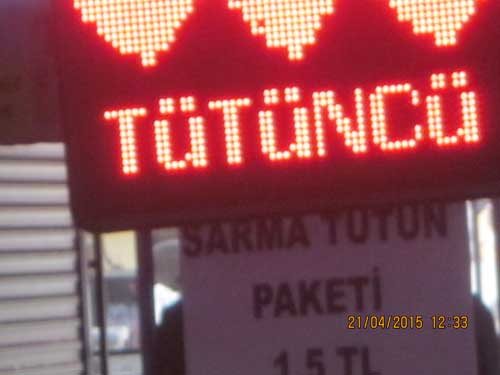 TÜTÜNCÜ
SARMA TÜTÜN
PAKETİ
1.5 TL
21/04/2015 12:33